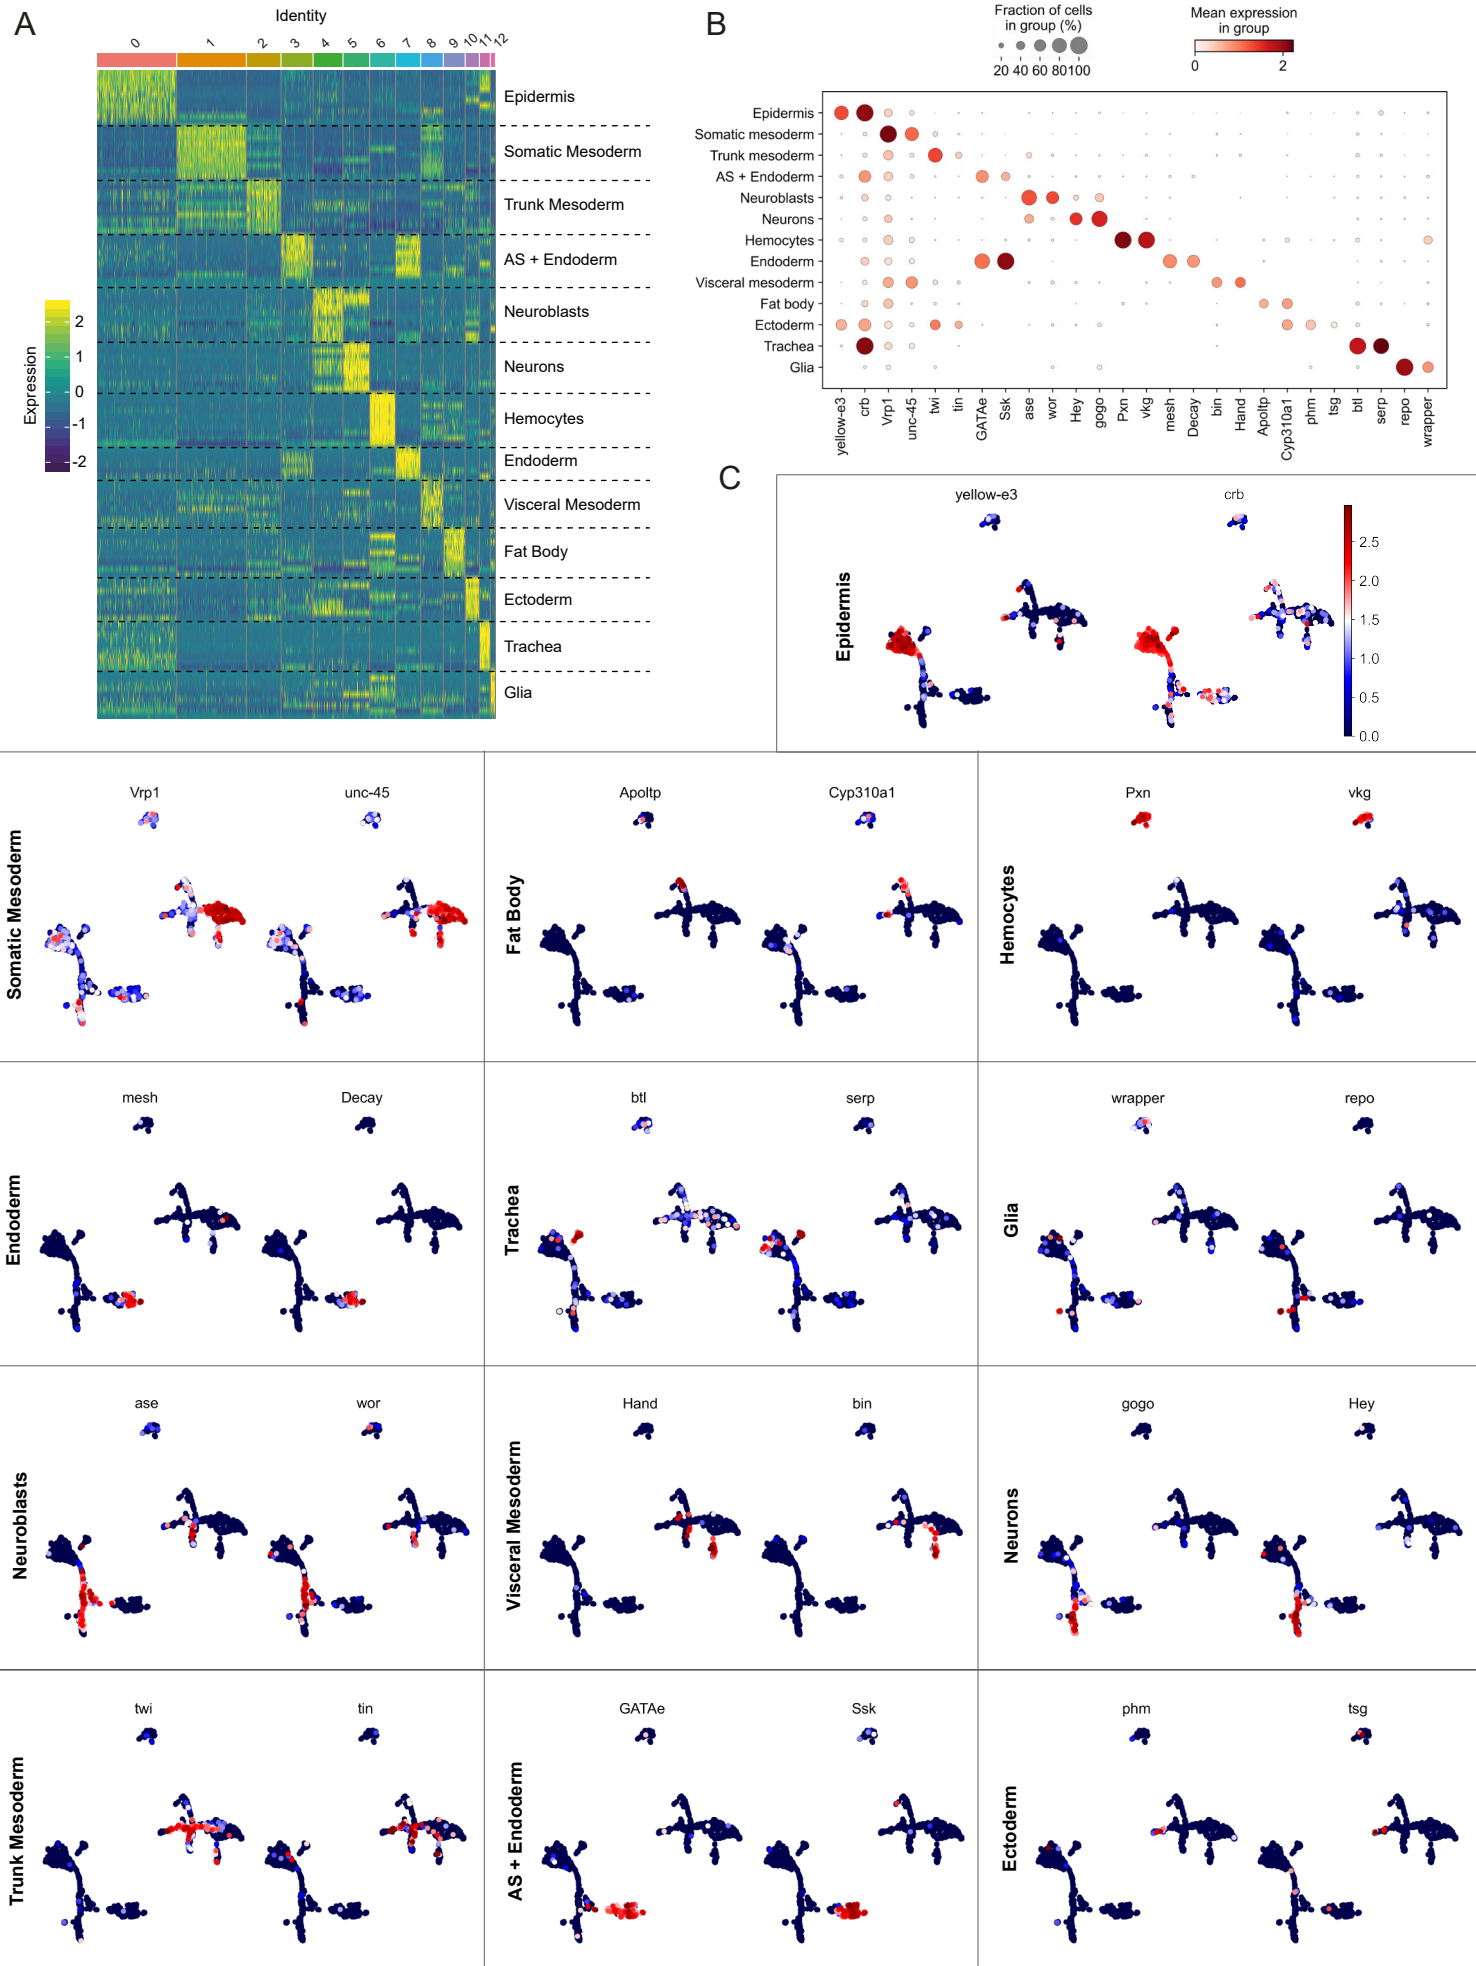 A
Identity
0 1 2 3 4 5 6 7 8 9 10 11 12
Epidermis
Somatic Mesoderm
Trunk Mesoderm
AS + Endoderm
Neuroblasts
Neurons
Hemocytes
Endoderm
Visceral Mesoderm
Fat Body
Ectoderm
Trachea
Glia
Expression
2
1
0
-1
-2
B
Fraction of cells
in group (%)
20 40 60 80 100
Mean expression
in group
0 2
Epidermis
Somatic mesoderm
Trunk mesoderm
AS + Endoderm
Neuroblasts
Neurons
Hemocytes
Endoderm
Visceral mesoderm
Fat body
Ectoderm
Trachea
Glia
yellow-e3
crb
Vrp1
unc-45
twi
tin
GATAe
Ssk
ase
wor
Hey
gogo
Pxn
vkg
mesh
Decay
bin
Hand
Apoltp
Cyp310a1
phm
tsg
btl
serp
repo
wrapper
C
Epidermis
yellow-e3 crb
2.5
2.0
1.5
1.0
0.5
0.0
Somatic Mesoderm
Vrp1 unc-45
Fat Body
Apoltp Cyp310a1
Hemocytes
Pxn vkg
Endoderm
mesh Decay
Trachea
btl serp
Glia
wrapper repo
Neuroblasts
ase wor
Visceral Mesoderm
Hand bin
Neurons
gogo Hey
Trunk Mesoderm
twi tin
AS + Endoderm
GATAe Ssk
Ectoderm
phm tsg